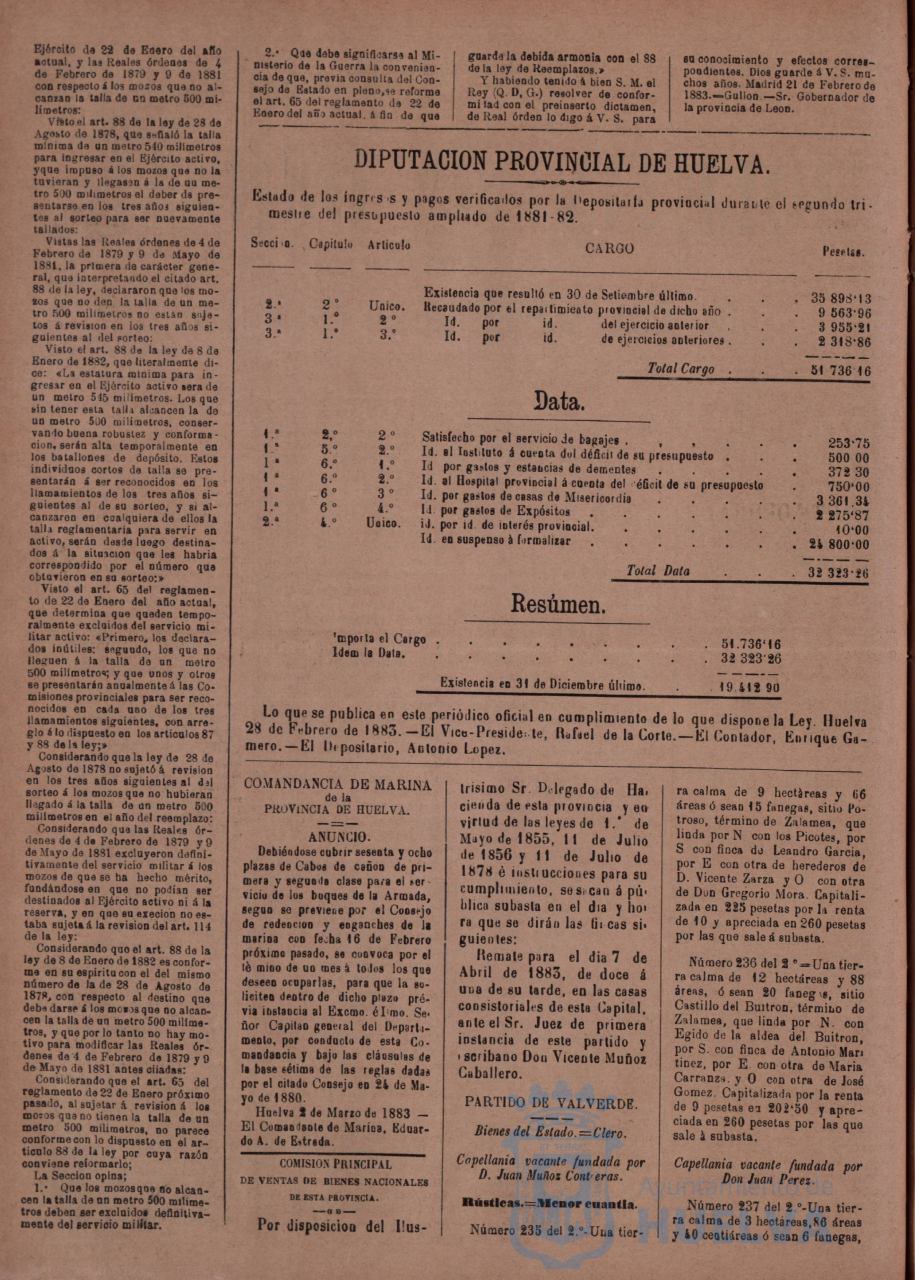 Ejército de 22 de Enero del año
actual, y las Reales órdenes de 4
de Febrero de 1879 y 9 de 1881
con respecto á los mozos que no al-
canzan la talla de un metro 500 mi-
límetros:
Visto el art. 88 de la ley de 28 de
Agosto de 1878, que señaló la talla
mínima de un metro 540 milímetros
para ingresar en el Ejército activo,
yque impuso á los mozos que no la
tuvieran y llegasen á la de un me-
tro 500 milímetros el deber de pre-
sentarse en los tres años siguien-
tes al sorteo para ser nuevamente
tallados:
Vistas las Reales órdenes de 4 de
Febrero de 1879 y 9 de Mayo de
1881, la primera de carácter gene-
ral, que interpretando el citado art.
88 de la ley, declararon que los mo-
zos que no den la talla de un me-
tro 500 milímetros no están suje-
tos á revision en los tres años si-
guientes al del sorteo:
Visto el art. 88 de la ley de 8 de
Enero de 1882, que literalmente di-
ce: «La estatura mínima para in-
gresar en el Ejército activo sera de
un metro 545 milímetros. Los que
sin tener esta talla alcancen la de
un metro 500 milímetros, conser-
vando buena robustez y conforma-
cion, serán alta temporalmente en
los batallones de depósito. Estos
individuos cortos de talla se pre-
sentarán á ser reconocidos en los
llamamientos de los tres años si-
guientes al de su sorteo, y si al-
canzaren en cualquiera de ellos la
talla reglamentaria para servir en
activo, serán desde luego destina-
dos á la situacion que les habria
correspondido por el número que
obtuvieron en su sorteo:»
Visto el art. 65 del reglamen-
to de 22 de Enero del año actual,
que determina que queden tempo-
ralmente excluidos del servicio mi-
litar activo: «Primero, los declara-
dos inútiles; segundo, los que no
lleguen á la talla de un metro
500 milímetros; y que unos y otros
se presentarán anualmente á las Co-
misiones provinciales para ser reco-
nocidos en cada uno de los tres
llamamientos siguientes, con arre-
glo á lo dispuesto en los articulos 87
y 88 de la ley;»
Considerando que la ley de 28 de
Agosto de 1878 no sujetó á revision
en los tres años siguientes al del
sorteo á los mozos que no hubieran
llegado á la talla de un metro 500
milímetros en el año del reemplazo:
Considerando que las Reales ór-
denes de 4 de Febrero de 1879 y 9
de Mayo de 1881 excluyeron defini-
tivamente del servicio militar á los
mozos de que se ha hecho mérito,
fundándose en que no podian ser
destinados al Ejército activo ni á la
reserva, y en que su execion no es-
taba sujeta á la revision del art. 114
de la ley:
Considerando que el art. 88 de la
ley de 8 de Enero de 1882 es confor-
me en su espiritu con el del mismo
número de la de 28 de Agosto de
1878, con respecto al destino que
debe darse á los mozos que no alcan-
cen la talla de un metro 500 milíme-
tros, y que por lo tanto no hay mo-
tivo para modificar las Reales ór-
denes de 4 de Febrero de 1879 y 9
de Mayo de 1881 antes citadas:
Considerando que el art. 65 del
reglamento de 22 de Enero próximo
pasado, al sujetar á revision á los
mozos que no tienen la talla de un
metro 500 milímetros, no parece
conforme con lo dispuesto en el ar-
ticulo 88 de la ley por cuya razón
conviene reformarlo;
La Seccion opina;
1.º Que los mozos que no alcan-
cen la talla de un metro 500 milíme-
tros deben ser excluidos definitiva-
mente del servicio militar.
2.º Que debe significarse al Mi-
nisterio de la Guerra la convenien-
cia de que, previa consulta del Con-
sejo de Estado en pleno, se reforme
el art. 65 del reglamento de 22 de
Enero del año actual, á fin de que
guarde la debida armonia con el 88
de la ley de Reemplazos.»
Y habiendo tenido á bien S. M. el
Rey (Q. D, G.) resolver de confor-
mitad con el preinserto dictamen,
de Real órden lo digo á V. S. para
su conocimiento y efectos corres-
pondientes. Dios guarde á V. S. mu-
chos años. Madrid 21 de Febrero de
1883.—Gullon.—Sr. Gobernador de
la provincia de Leon.
DIPUTACION PROVINCIAL DE HUELVA.
Estado de los ingres s y pagos verificados por la Depositaría provincial durante el segundo tri-
mestre del presupuesto ampliado de 1881-82.
Secci n. Capitulo Articulo CARGO Pesetas.
Existencia que resultó en 30 de Setiembre último. . . . 35 898·13
2.ª 2º Unico. Recaudado por el repartimiento provincial de dicho año . . . 9 563·96
3.ª 1.º 2º Id. por id. del ejercicio anterior . . . 3 955·21
3.ª 1.º 3.º Id. por id. de ejercicios anteriores . . . 2 318·86
Total Cargo . . . 51 736 16
Data.
1.ª 2,º 2º Satisfecho por el servicio de bagajes . , . . . 253·75
1.ª 5.º 2.º Id. al Instituto á cuenta del déficit de su presupuesto . . 500 00
1ª 6.º 1.º Id por gastos y estancias de dementes . . . . 372 30
1ª 6.º 2.º Id. al Hospital provincial á cuenta del éficit de su presupuesto . 750·00
1ª 6º 3º Id. por gastos de casas de Misericordia . . . . 3 361,34
1.ª 6º 4.º Id. por gastos de Expósitos . . . . . 2 275'87
2.ª 4.º Unico. id. por id. de interés provincial. . . . . 10'00
Id. en suspenso á formalizar . . . . . 24 800·00
Total Data . . . 32 323·26
Resúmen.
mporta el Cargo . . . . . . . 51.736'16
Idem la Data. . . . . . . . 32 323'26
Existencia en 31 de Diciembre último. . . 19.412 90
Lo que se publica en este periódico oficial en cumplimiento de lo que dispone la Ley. Huelva
28 de Febrero de 1883.—El Vice-Presidente, Rafael de la Corte.—El Contador, Enrique Ga-
mero.—El Depositario, Antonio Lopez.
COMANDANCIA DE MARINA
de la
PROVINCIA DE HUELVA.
ANUNCIO.
Debiéndose cubrir sesenta y ocho
plazas de Cabos de cañon de pri-
mera y segunda clase para el ser-
vicio de los buques de la Armada,
segun se previene por el Consejo
de redencion y enganches de la
marina con fecha 16 de Febrero
próximo pasado, se convoca por el
té mino de un mes á todos los que
deseen ocuparlas, para que la so-
liciten dentro de dicho plazo pré-
via instancia al Excmo. é Ilmo. Se-
ñor Capitan general del Departa-
mento, por conducto de esta Co-
mandancia y bajo las cláusulas de
la base sétima de las reglas dadas
por el citado Consejo en 24 de Ma-
yo de 1880.
Huelva 2 de Marzo de 1883 —
El Comandante de Marina, Eduar-
do A. de Estrada.
COMISION PRINCIPAL
DE VENTAS DE BIENES NACIONALES
DE ESTA PROVINCIA.
Por disposicion del Ilus-
trísimo Sr. Delegado de Ha-
cienda de esta provincia y en
virtud de las leyes de 1.º de
Mayo de 1855, 11 de Julio
de 1856 y 11 de Julio de
1878 é instrucciones para su
cumplimiento, se sacan á pú-
blica subasta en el dia y ho-
ra que se dirán las fincas si-
guientes:
Remate para el dia 7 de
Abril de 1883, de doce á
una de su tarde, en las casas
consistoriales de esta Capital,
ante el Sr. Juez de primera
instancia de este partido y
scribano Don Vicente Muñoz
Caballero.
PARTIDO DE VALVERDE.
Bienes del Estado.=Clero.
Capellania vacante fundada por
D. Juan Muñoz Contreras.
Rústicas.=Menor cuantia.
Número 235 del 2.º-Una tier-
ra calma de 9 hectáreas y 66
áreas ó sean 15 fanegas, sitio Po-
troso, término de Zalamea, que
linda por N con los Picotes, por
S con finca de Leandro Garcia,
por E con otra de herederos de
D. Vicente Zarza y O con otra
de Don Gregorio Mora. Capitali-
zada en 225 pesetas por la renta
de 10 y apreciada en 260 pesetas
por las que sale á subasta.
Número 236 del 2.º=Una tier-
ra calma de 12 hectáreas y 88
áreas, ó sean 20 faneg s, sitio
Castillo del Buitron, término de
Zalamea, que linda por N. con
Egido de la aldea del Buitron,
por S. con finca de Antonio Mar-
tinez, por E. con otra de Maria
Carranza. y O con otra de José
Gomez. Capitalizada por la renta
de 9 pesetas en 202'50 y apre-
ciada en 260 pesetas por las que
sale à subasta.
Capellania vacante fundada por
Don Juan Perez.
Número 237 del 2.º-Una tier-
ra calma de 3 hectáreas,86 áreas
y 40 centiáreas ó sean 6 fanegas,
Ayuntamiento de